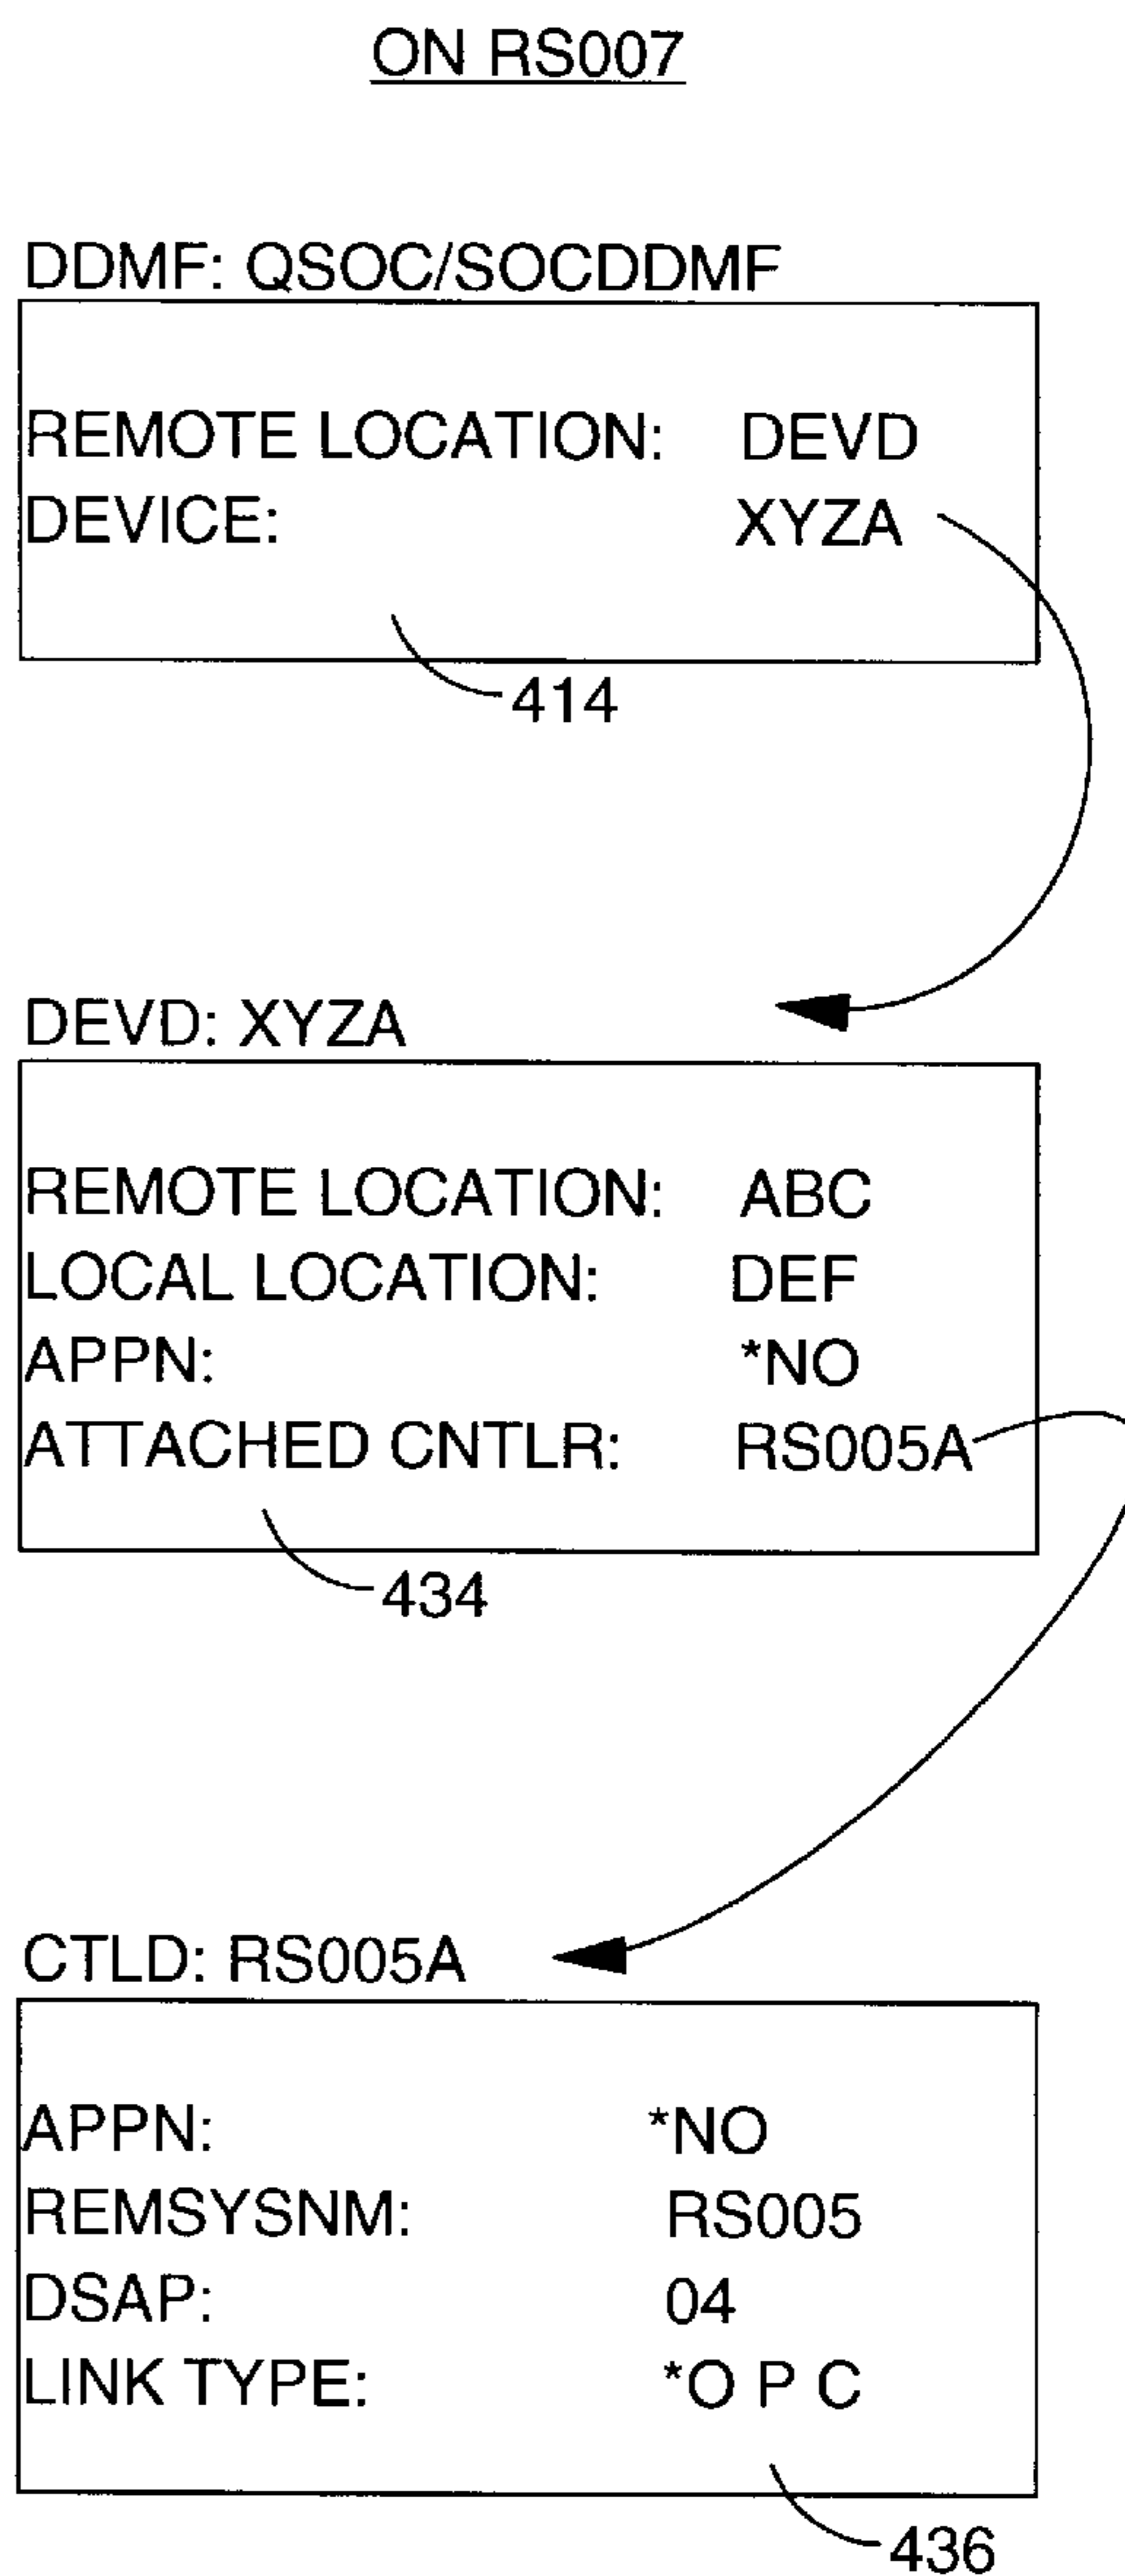 ON RS007
DDMF: QSOC/SOCDDMF
REMOTE LOCATION: DEVD
DEVICE: XYZA
414
DEVD: XYZA
REMOTE LOCATION: ABC
LOCAL LOCATION: DEF
APPN: *NO
ATTACHED CNTLR: RS005A
434
CTLD: RS005A
APPN: *NO
REMSYSNM: RS005
DSAP: 04
LINK TYPE: *O P C
436